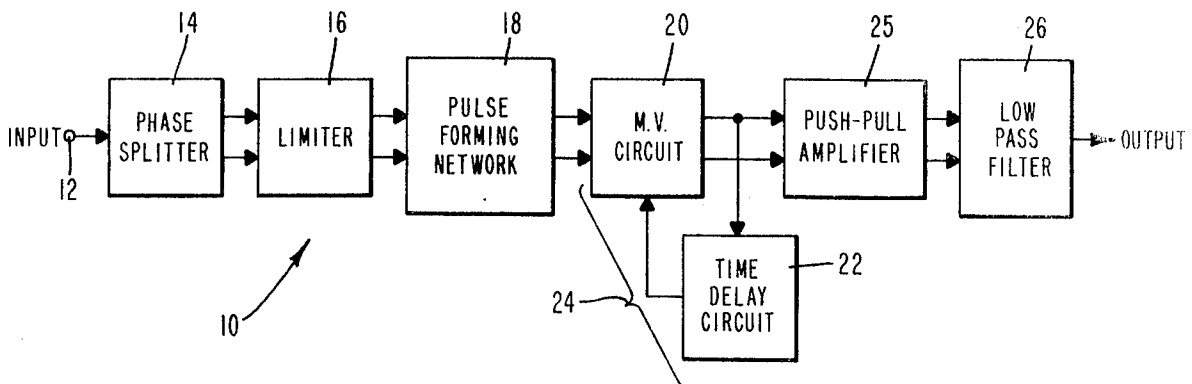 14
16
18
20
25
26
INPUT
12
PHASE
SPLITTER
LIMITER
PULSE
FORMING
NETWORK
M.V.
CIRCUIT
PUSH-PULL
AMPLIFIER
LOW
PASS
FILTER
OUTPUT
10
24
TIME
DELAY
CIRCUIT
22